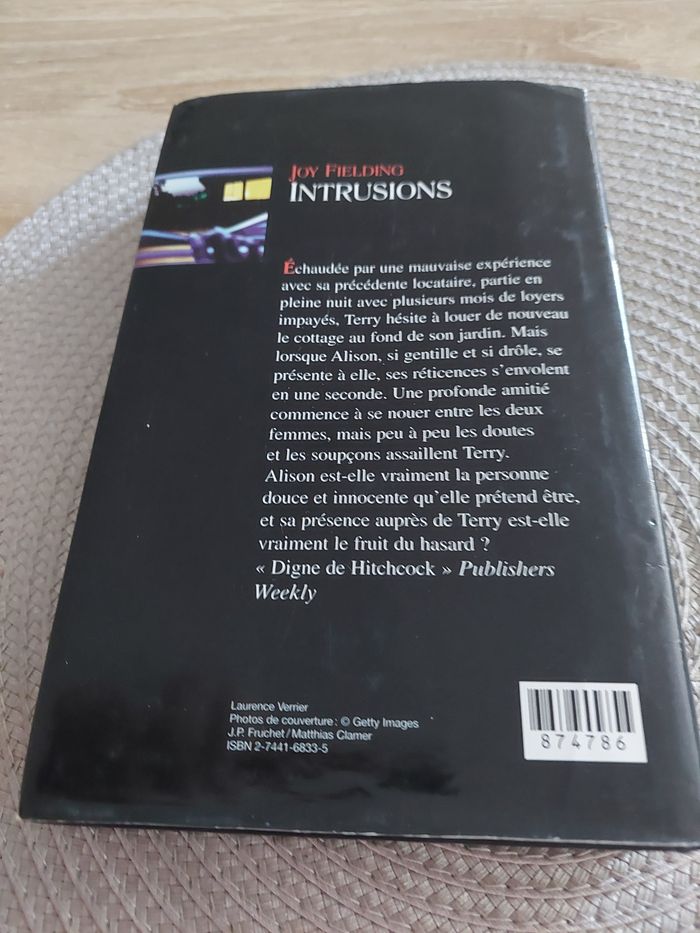 JOY FIELDING
INTRUSIONS
Échaudée par une mauvaise expérience
avec sa précédente locataire, partie en
pleine nuit avec plusieurs mois de loyers
impayés, Terry hésite à louer de nouveau
le cottage au fond de son jardin. Mais
lorsque Alison, si gentille et si drôle, se
présente à elle, ses réticences s'envolent
en une seconde. Une profonde amitié
commence à se nouer entre les deux
femmes, mais peu à peu les doutes
et les soupçons assaillent Terry.
Alison est-elle vraiment la personne
douce et innocente qu'elle prétend être,
et sa présence auprès de Terry est-elle
vraiment le fruit du hasard ?
« Digne de Hitchcock » Publishers
Weekly
Laurence Verrier
Photos de couverture : © Getty Images
J.P. Fruchet / Matthias Clamer
ISBN 2-7441-6833-5
874786